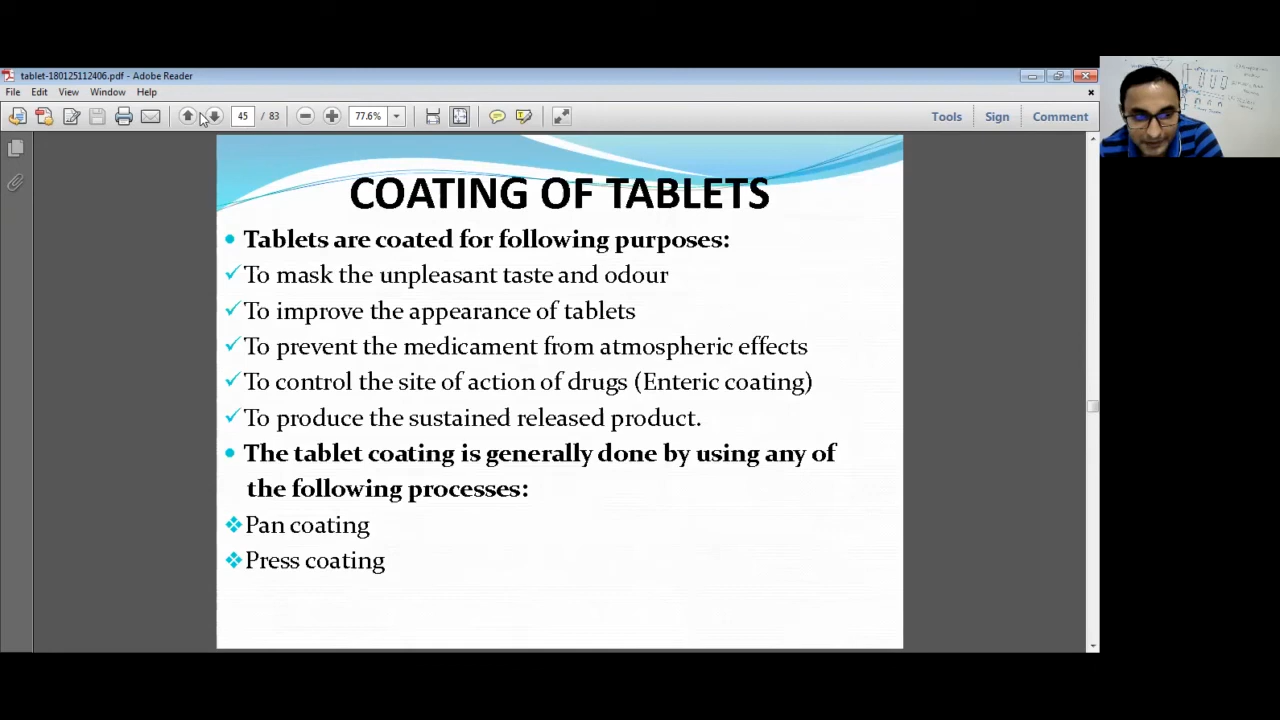 tablet-180125112406.pdf - Adobe Reader
File Edit View Window Help
45 / 83 77.6% Tools Sign Comment
COATING OF TABLETS
• Tablets are coated for following purposes:
✓ To mask the unpleasant taste and odour
✓ To improve the appearance of tablets
✓ To prevent the medicament from atmospheric effects
✓ To control the site of action of drugs (Enteric coating)
✓ To produce the sustained released product.
• The tablet coating is generally done by using any of
the following processes:
❖ Pan coating
❖ Press coating